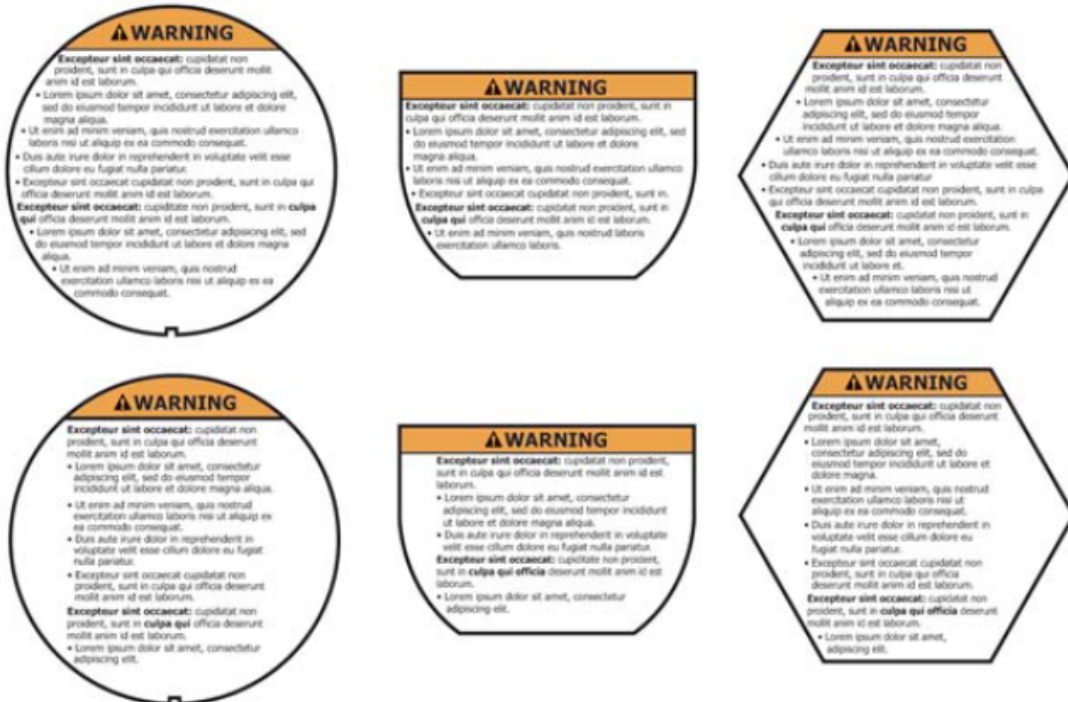 WARNING
Excepteur sint occaecat: cupidatat non
proident, sunt in culpa qui officia deserunt mollit
anim id est laborum.
• Lorem ipsum dolor sit amet, consectetur adipiscing elit,
sed do eiusmod tempor incididunt ut labore et dolore
magna aliqua.
• Ut enim ad minim veniam, quis nostrud exercitation ullamco
laboris nisi ut aliquip ex ea commodo consequat.
• Duis aute irure dolor in reprehenderit in voluptate velit esse
cillum dolore eu fugiat nulla pariatur.
• Excepteur sint occaecat cupidatat non proident, sunt in culpa qui
officia deserunt mollit anim id est laborum.
Excepteur sint occaecat: cupiditate non proident, sunt in culpa
qui officia deserunt mollit anim id est laborum.
• Lorem ipsum dolor sit amet, consectetur adipiscing elit, sed
do eiusmod tempor incididunt ut labore et dolore magna
aliqua.
• Ut enim ad minim veniam, quis nostrud
exercitation ullamco laboris nisi ut aliquip ex ea
commodo consequat.
WARNING
Excepteur sint occaecat: cupidatat non proident, sunt in
culpa qui officia deserunt mollit anim id est laborum.
• Lorem ipsum dolor sit amet, consectetur adipiscing elit, sed
do eiusmod tempor incididunt ut labore et dolore
magna aliqua.
• Ut enim ad minim veniam, quis nostrud exercitation ullamco
laboris nisi ut aliquip ex ea commodo consequat.
• Excepteur sint occaecat cupidatat non proident, sunt in.
Excepteur sint occaecat: cupidatat non proident, sunt in
culpa qui officia deserunt mollit anim id est laborum.
• Ut enim ad minim veniam, quis nostrud laboris
exercitation ullamco laboris.
WARNING
Excepteur sint occaecat: cupidatat non
proident, sunt in culpa qui officia deserunt
mollit anim id est laborum.
• Lorem ipsum dolor sit amet, consectetur
adipiscing elit, sed do eiusmod tempor
incididunt ut labore et dolore magna aliqua.
• Ut enim ad minim veniam, quis nostrud exercitation
ullamco laboris nisi ut aliquip ex ea commodo consequat.
• Duis aute irure dolor in reprehenderit in voluptate velit esse
cillum dolore eu fugiat nulla pariatur
• Excepteur sint occaecat cupidatat non proident, sunt in culpa
qui officia deserunt mollit anim id est laborum.
Excepteur sint occaecat: cupidatat non proident, sunt in
culpa qui officia deserunt mollit anim id est laborum.
• Lorem ipsum dolor sit amet, consectetur
adipiscing elit, sed do eiusmod tempor
incididunt ut labore et.
• Ut enim ad minim veniam, quis nostrud
exercitation ullamco laboris nisi ut
aliquip ex ea commodo consequat.
WARNING
Excepteur sint occaecat: cupidatat non
proident, sunt in culpa qui officia deserunt
mollit anim id est laborum.
• Lorem ipsum dolor sit amet, consectetur
adipiscing elit, sed do eiusmod tempor
incididunt ut labore et dolore magna aliqua.
• Ut enim ad minim veniam, quis nostrud
exercitation ullamco laboris nisi ut aliquip ex
ea commodo consequat.
• Duis aute irure dolor in reprehenderit in
voluptate velit esse cillum dolore eu fugiat
nulla pariatur.
• Excepteur sint occaecat cupidatat non
proident, sunt in culpa qui officia deserunt
mollit anim id est laborum.
Excepteur sint occaecat: cupidatat non
proident, sunt in culpa qui officia deserunt
mollit anim id est laborum.
• Lorem ipsum dolor sit amet, consectetur
adipiscing elit.
WARNING
Excepteur sint occaecat: cupidatat non proident,
sunt in culpa qui officia deserunt mollit anim id est
laborum.
• Lorem ipsum dolor sit amet, consectetur
adipiscing elit, sed do eiusmod tempor incididunt
ut labore et dolore magna aliqua.
• Duis aute irure dolor in reprehenderit in voluptate
velit esse cillum dolore eu fugiat nulla pariatur.
Excepteur sint occaecat: cupiditate non proident,
sunt in culpa qui officia deserunt mollit anim id est
laborum.
• Lorem ipsum dolor sit amet, consectetur
adipiscing elit.
WARNING
Excepteur sint occaecat: cupidatat non
proident, sunt in culpa qui officia deserunt
mollit anim id est laborum.
• Lorem ipsum dolor sit amet,
consectetur adipiscing elit, sed do
eiusmod tempor incididunt ut labore et
dolore magna.
• Ut enim ad minim veniam, quis nostrud
exercitation ullamco laboris nisi ut
aliquip ex ea commodo consequat.
• Duis aute irure dolor in reprehenderit in
voluptate velit esse cillum dolore eu
fugiat nulla pariatur.
• Excepteur sint occaecat cupidatat non
proident, sunt in culpa qui officia
deserunt mollit anim id est laborum.
Excepteur sint occaecat: cupidatat non
proident, sunt in culpa qui officia deserunt
mollit anim id est laborum.
• Lorem ipsum dolor sit amet,
adipiscing elit.